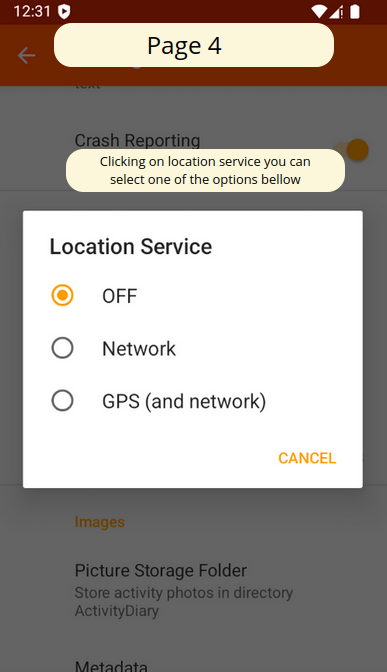 12:31
Page 4
text
Crash Reporting
Clicking on location service you can
select one of the options bellow
Location Service
OFF
Network
GPS (and network)
CANCEL
Images
Picture Storage Folder
Store activity photos in directory
ActivityDiary
Metadata